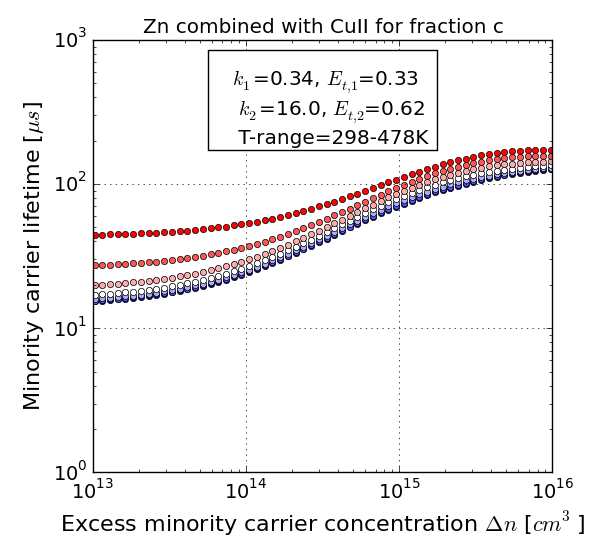 Zn combined with CuII for fraction c
k1=0.34, Et,1=0.33
k2=16.0, Et,2=0.62
T-range=298-478K
Minority carrier lifetime [μs]
10^3
10^2
10^1
10^0
10^13 10^14 10^15 10^16
Excess minority carrier concentration Δn [cm^3 ]